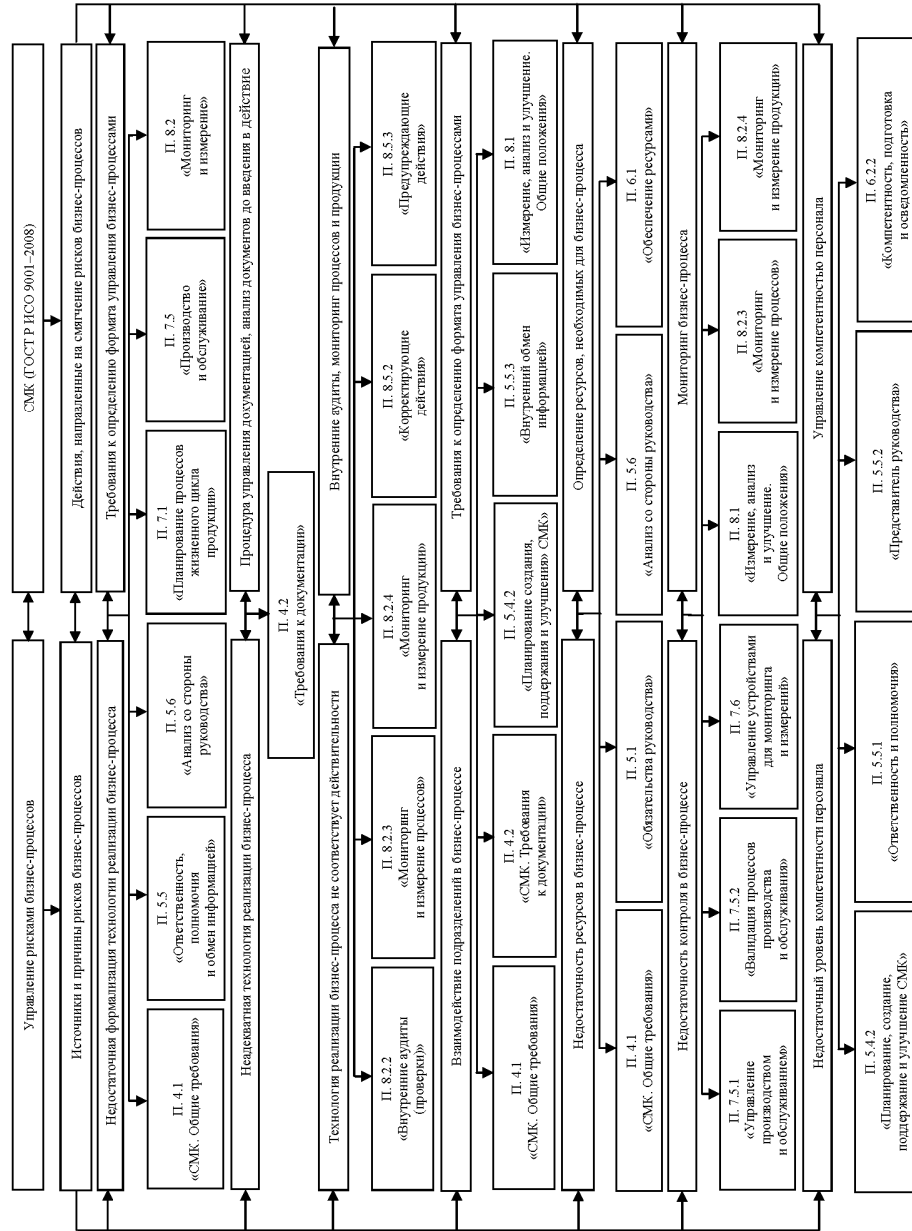 Управление рисками бизнес-процессов
СМК (ГОСТ Р ИСО 9001–2008)
Источники и причины рисков бизнес-процессов
Действия, направленные на смягчение рисков бизнес-процессов
Недостаточная формализация технологии реализации бизнес-процесса
Требования к определению формата управления бизнес-процессами
П. 4.1
«СМК. Общие требования»
П. 5.5
«Ответственность,
полномочия
и обмен информацией»
П. 5.6
«Анализ со стороны
руководства»
П. 7.1
«Планирование процессов
жизненного цикла
продукции»
П. 7.5
«Производство
и обслуживание»
П. 8.2
«Мониторинг
и измерение»
Неадекватная технология реализации бизнес-процесса
Процедура управления документацией, анализ документов до введения в действие
П. 4.2
«Требования к документации»
Технология реализации бизнес-процесса не соответствует действительности
Внутренние аудиты, мониторинг процессов и продукции
П. 8.2.2
«Внутренние аудиты
(проверки)»
П. 8.2.3
«Мониторинг
и измерение прсцессов»
П. 8.2.4
«Мониторинг
и измерение продукции»
П. 8.5.2
«Корректирующие
действия»
П. 8.5.3
«Предупреждающие
действия»
Взаимодействие подразделений в бизнес-процессе
Требования к определению формата управления бизнес-процессами
П. 4.1
«СМК. Общие требования»
П. 4.2
«СМК. Требования
к документации»
П. 5.4.2
«Планирование создания,
поддержания и улучшения» СМК»
П. 5.5.3
«Внутренний обмен
информацией»
П. 8.1
«Измерение, анализ и улучшение.
Общие положения»
Недостаточность ресурсов в бизнес-процессе
Определение ресурсов, необходимых для бизнес-процесса
П. 4.1
«СМК. Общие требования»
П. 5.1
«Обязательства руководства»
П. 5.6
«Анализ со стороны руководства»
П. 6.1
«Обеспечение ресурсами»
Недостаточность контроля в бизнес-процессе
Мониторинг бизнес-процесса
П. 7.5.1
«Управление
производством
и обслуживанием»
П. 7.5.2
«Валидация процессов
производства
и обслуживания»
П. 7.6
«Управление устройствами
для мониторинга
и измерений»
П. 8.1
«Измерение, анализ
и улучшение.
Общие положения»
П. 8.2.3
«Мониторинг
и измерение процессов»
П. 8.2.4
«Мониторинг
и измерение продукции»
Недостаточный уровень компетентности персонала
Управление компетентностью персонала
П. 5.4.2
«Планирование, создание,
поддержание и улучшение СМК»
П. 5.5.1
«Ответственность и полномочия»
П. 5.5.2
«Представитель руководства»
П. 6.2.2
«Компетентность, подготовка
и осведомленность»